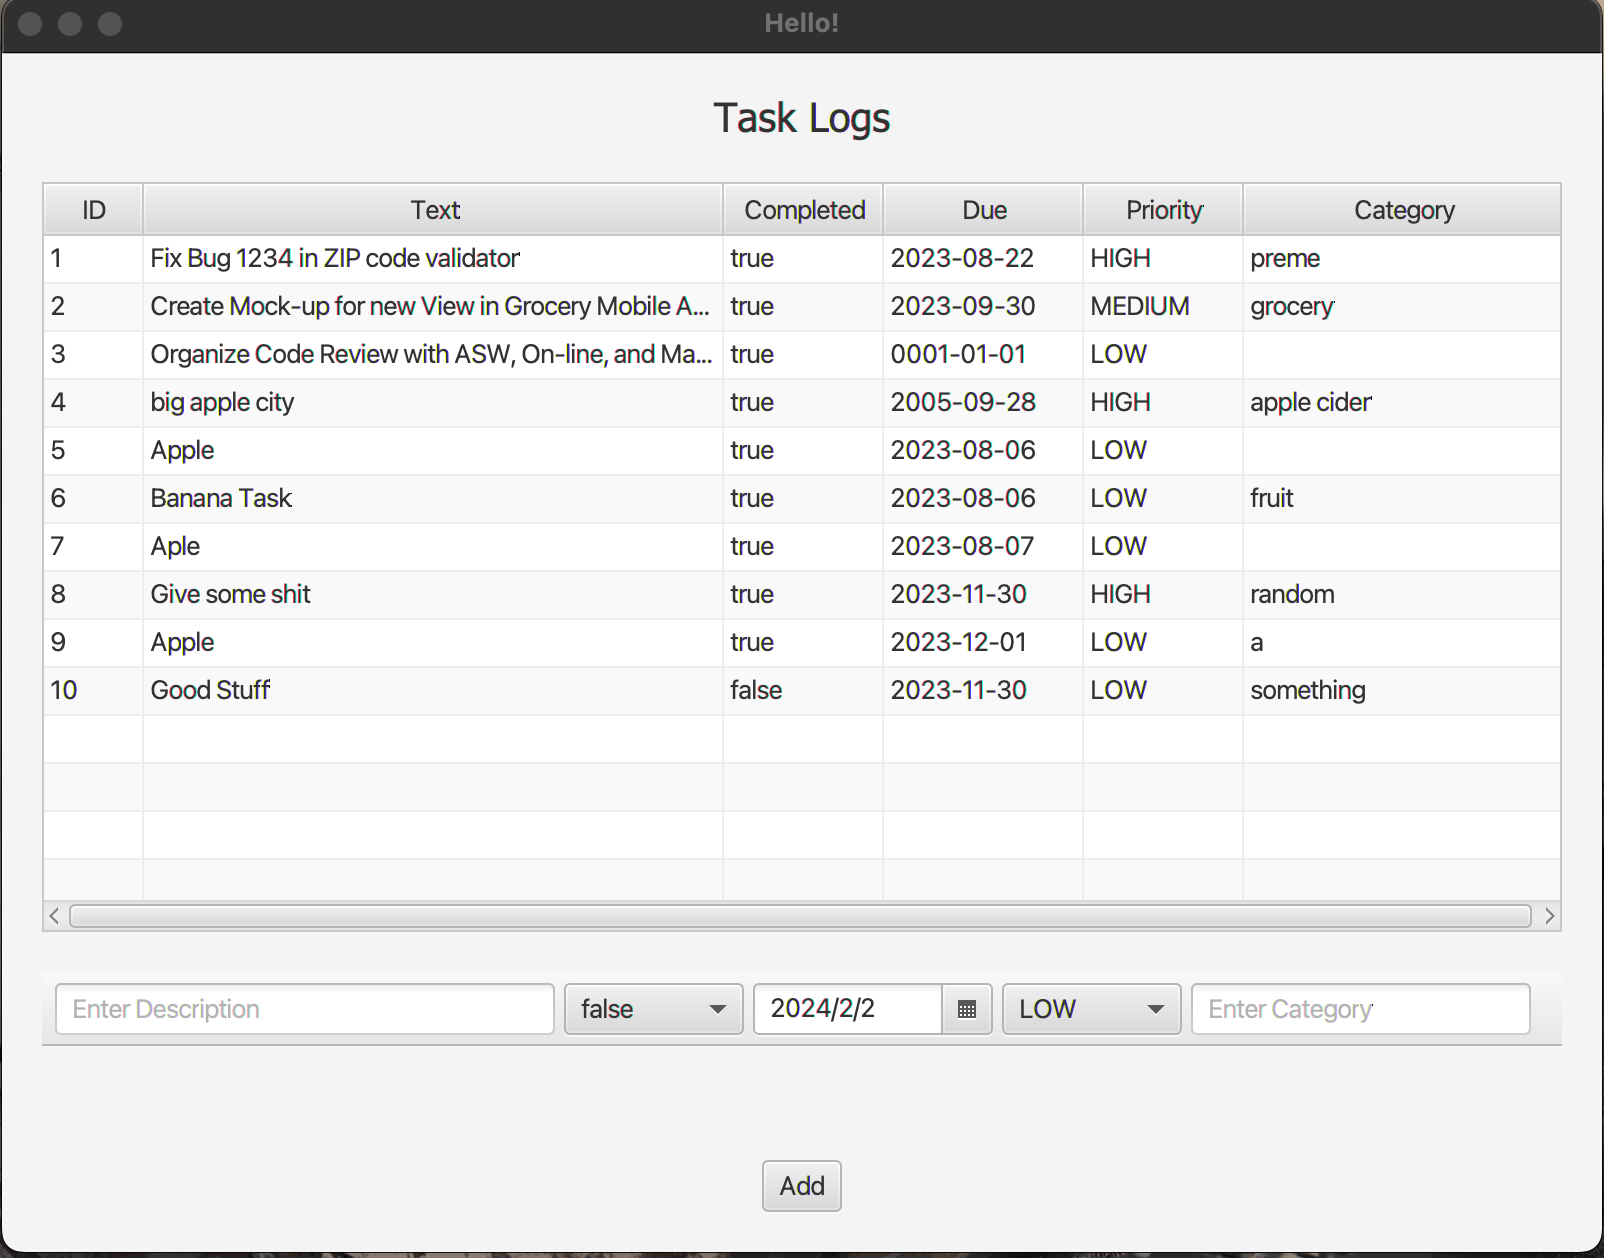 Hello!
Task Logs
ID Text Completed Due Priority Category
1 Fix Bug 1234 in ZIP code validator true 2023-08-22 HIGH preme
2 Create Mock-up for new View in Grocery Mobile A... true 2023-09-30 MEDIUM grocery
3 Organize Code Review with ASW, On-line, and Ma... true 0001-01-01 LOW
4 big apple city true 2005-09-28 HIGH apple cider
5 Apple true 2023-08-06 LOW
6 Banana Task true 2023-08-06 LOW fruit
7 Aple true 2023-08-07 LOW
8 Give some shit true 2023-11-30 HIGH random
9 Apple true 2023-12-01 LOW a
10 Good Stuff false 2023-11-30 LOW something
Enter Description false 2024/2/2 LOW Enter Category
Add